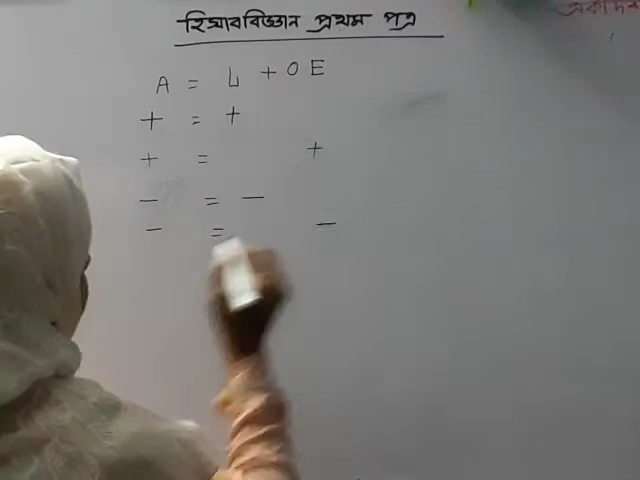 হিসাববিজ্ঞান প্রথম পত্র
A = L + OE
+ = +
+ = +
- = -
- = -